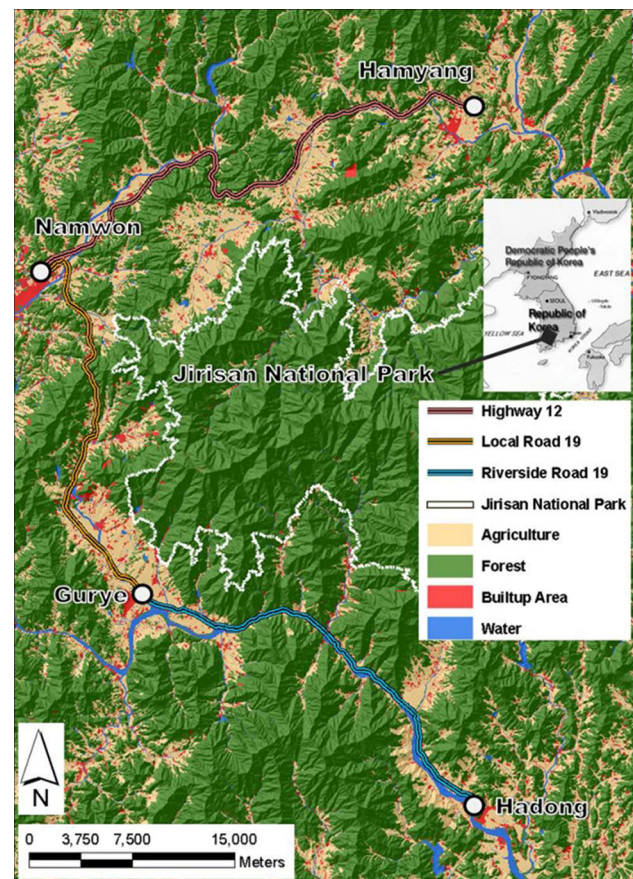 Hamyang
Namwon
Vladivostok
Democratic People's
Republic of Korea
EAST SEA
SEOUL
Republic of
Korea
YELLOW SEA
Fukuoka
Jirisan National Park
Highway 12
Local Road 19
Riverside Road 19
Jirisan National Park
Agriculture
Forest
Builtup Area
Water
Gurye
Hadong
N
0 3,750 7,500 15,000
Meters